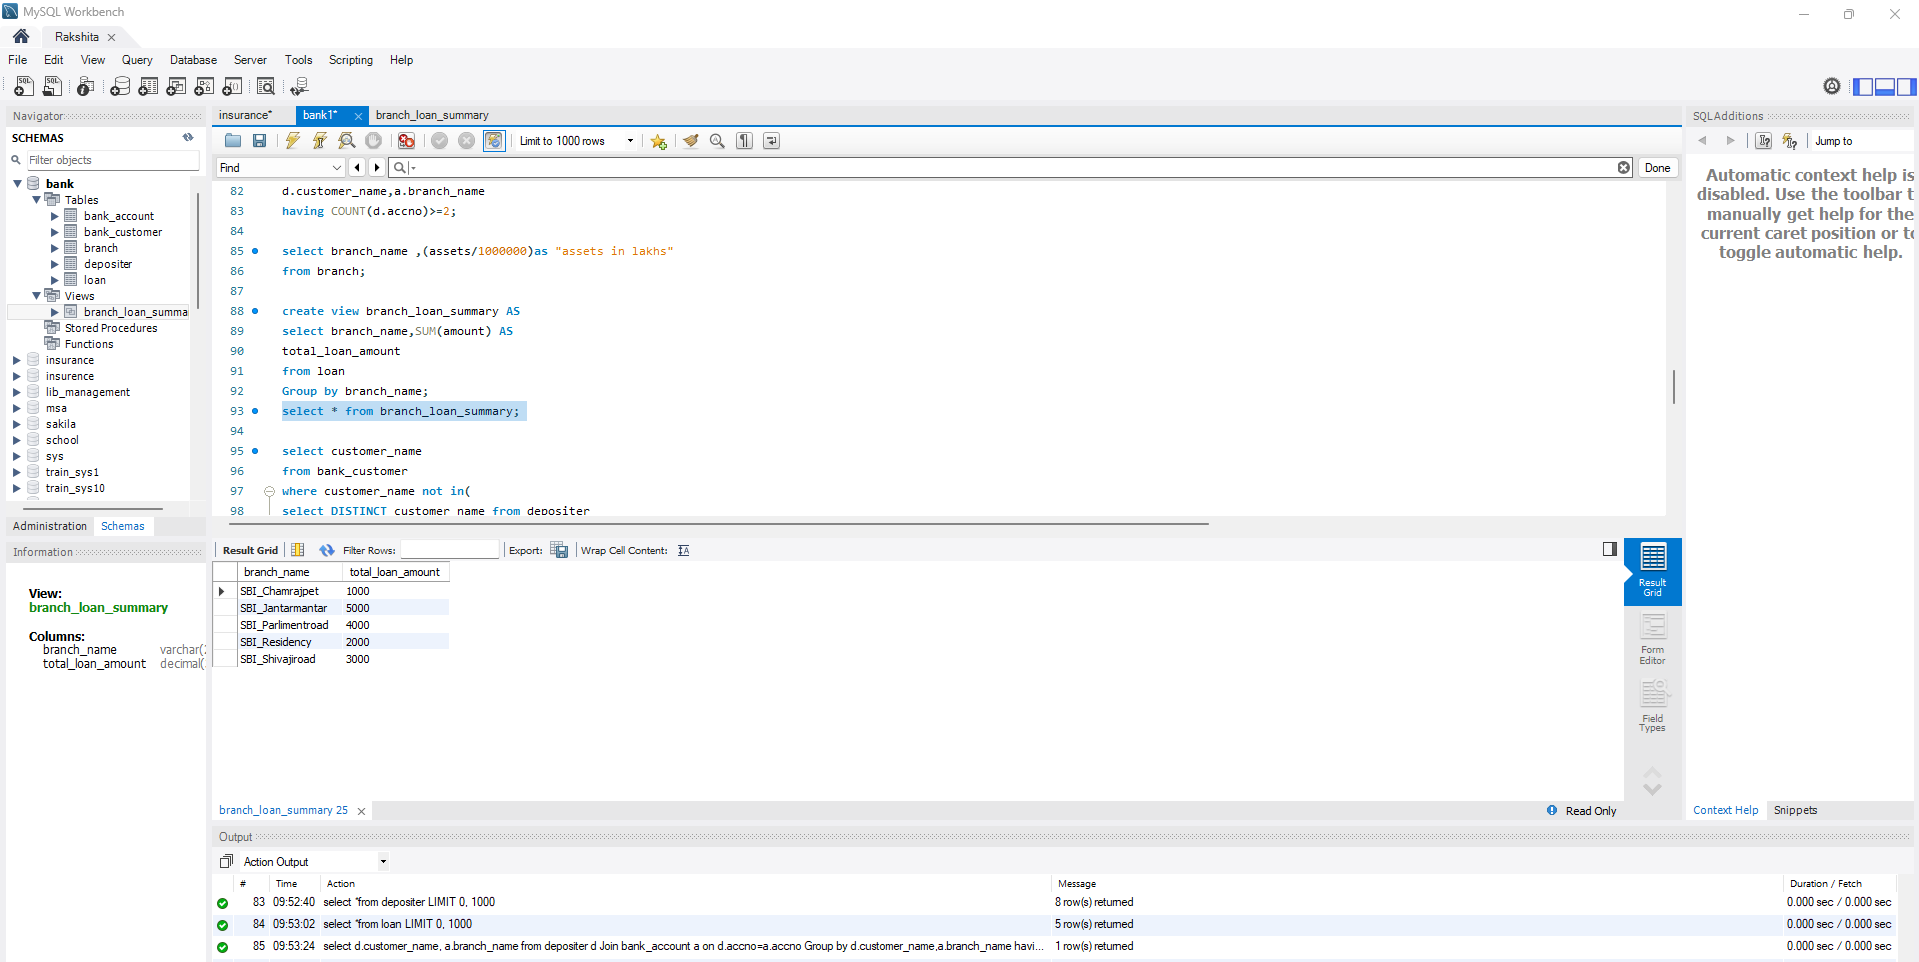 MySQL Workbench
Rakshita
File Edit View Query Database Server Tools Scripting Help
Navigator
SCHEMAS
Filter objects
bank
Tables
bank_account
bank_customer
branch
depositer
loan
Views
branch_loan_summa
Stored Procedures
Functions
insurance
insurence
lib_management
msa
sakila
school
sys
train_sys1
train_sys10
Administration Schemas
Information
View:
branch_loan_summary
Columns:
branch_name varchar(
total_loan_amount decimal(
insurance* bank1* branch_loan_summary
Limit to 1000 rows
Find Done
82 d.customer_name,a.branch_name
83 having COUNT(d.accno)>=2;
84
85 select branch_name ,(assets/1000000)as "assets in lakhs"
86 from branch;
87
88 create view branch_loan_summary AS
89 select branch_name,SUM(amount) AS
90 total_loan_amount
91 from loan
92 Group by branch_name;
93 select * from branch_loan_summary;
94
95 select customer_name
96 from bank_customer
97 where customer_name not in(
98 select DISTINCT customer_name from depositer
Result Grid Filter Rows: Export: Wrap Cell Content:
branch_name total_loan_amount
SBI_Chamrajpet 1000
SBI_Jantarmantar 5000
SBI_Parlimentroad 4000
SBI_Residency 2000
SBI_Shivajiroad 3000
Result
Grid
Form
Editor
Field
Types
branch_loan_summary 25
Read Only
Output
Action Output
# Time Action Message Duration / Fetch
83 09:52:40 select *from depositer LIMIT 0, 1000 8 row(s) returned 0.000 sec / 0.000 sec
84 09:53:02 select *from loan LIMIT 0, 1000 5 row(s) returned 0.000 sec / 0.000 sec
85 09:53:24 select d.customer_name, a.branch_name from depositer d Join bank_account a on d.accno=a.accno Group by d.customer_name,a.branch_name havi... 1 row(s) returned 0.000 sec / 0.000 sec
SQLAdditions
Jump to
Automatic context help is
disabled. Use the toolbar t
manually get help for the
current caret position or to
toggle automatic help.
Context Help Snippets